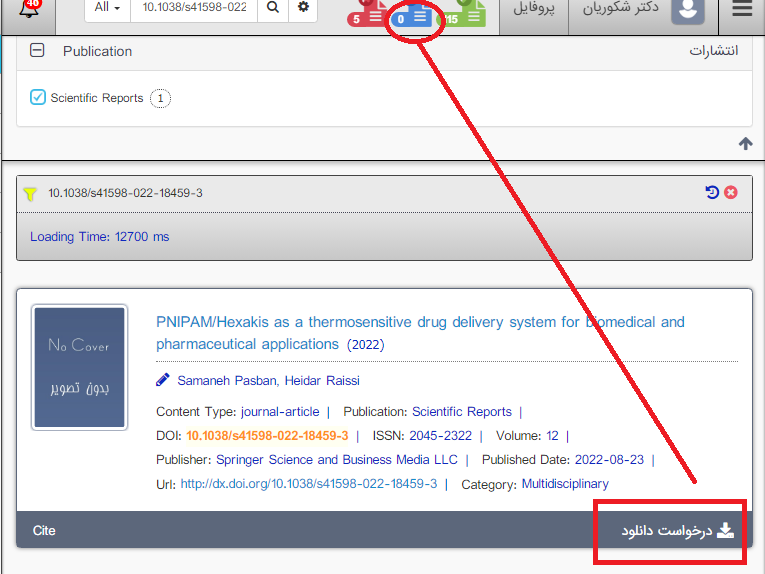 48 All 10.1038/s41598-022 5 0 215 پروفایل دکتر شکوریان
Publication انتشارات
Scientific Reports 1
10.1038/s41598-022-18459-3
Loading Time: 12700 ms
PNIPAM/Hexakis as a thermosensitive drug delivery system for biomedical and
pharmaceutical applications (2022)
No Cover
بدون تصویر
Samaneh Pasban, Heidar Raissi
Content Type: journal-article | Publication: Scientific Reports |
DOI: 10.1038/s41598-022-18459-3 | ISSN: 2045-2322 | Volume: 12 |
Publisher: Springer Science and Business Media LLC | Published Date: 2022-08-23 |
Url: http://dx.doi.org/10.1038/s41598-022-18459-3 | Category: Multidisciplinary
Cite درخواست دانلود